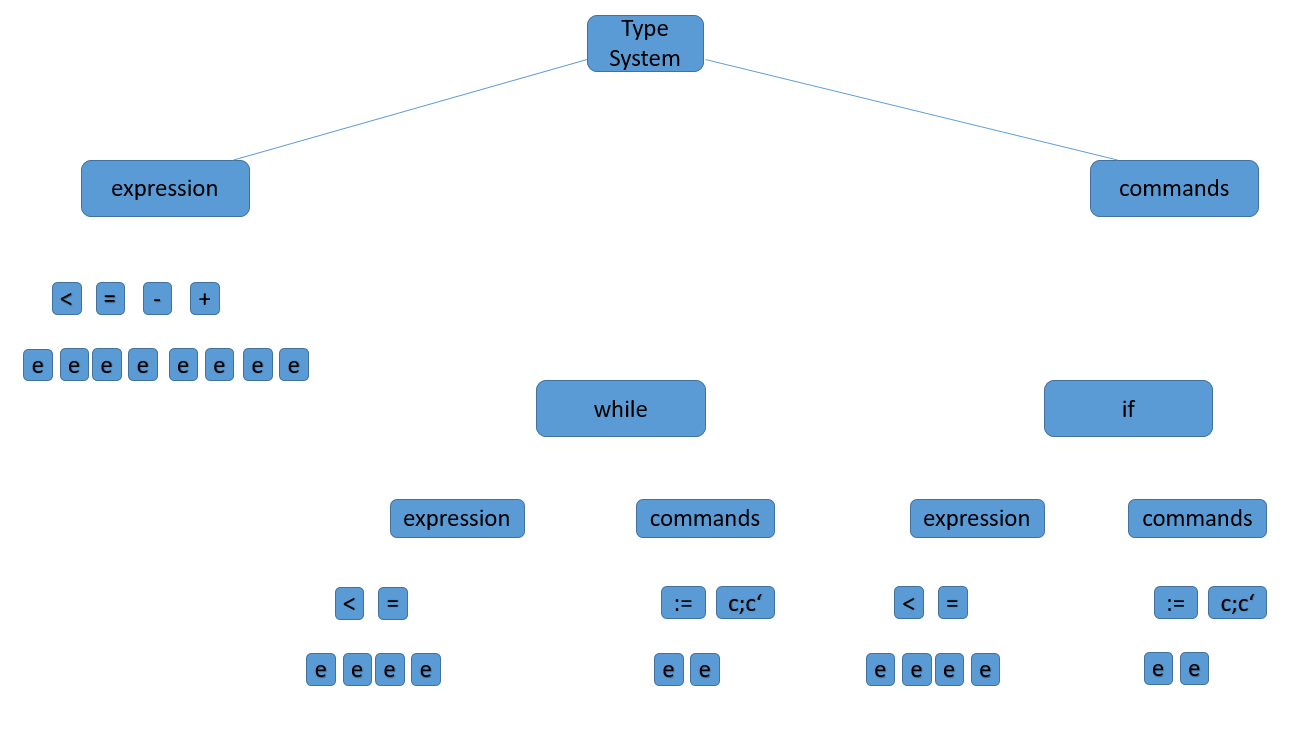 Type
System
expression
commands
< = - +
e e e e e e e e
while
if
expression commands expression commands
< = := c;c‘ < = := c;c‘
e e e e e e e e e e e e